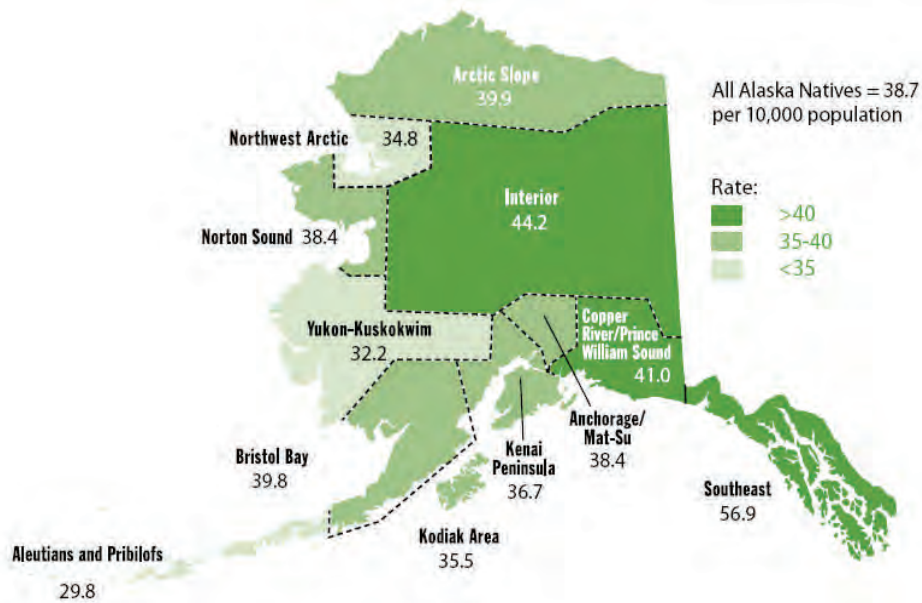 Arctic Slope
39.9
All Alaska Natives = 38.7
per 10,000 population
Northwest Arctic
34.8
Rate:
>40
35-40
<35
Interior
44.2
Norton Sound
38.4
Yukon–Kuskokwim
32.2
Copper
River/Prince
William Sound
41.0
Anchorage/
Mat-Su
38.4
Kenai
Peninsula
36.7
Bristol Bay
39.8
Southeast
56.9
Kodiak Area
35.5
Aleutians and Pribilofs
29.8